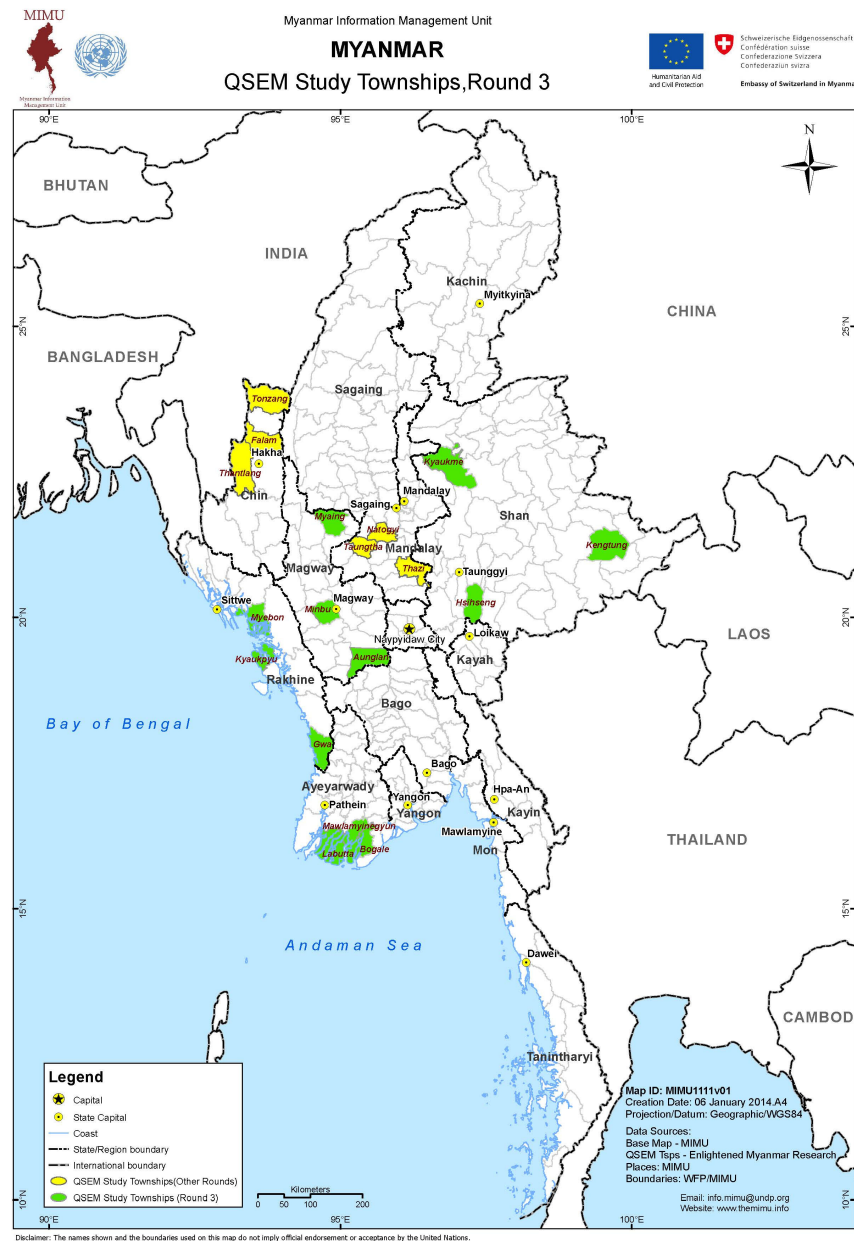 MIMU
Myanmar Information
Management Unit
Myanmar Information Management Unit
MYANMAR
QSEM Study Townships,Round 3
Humanitarian Aid
and Civil Protection
Schweizerische Eidgenossenschaft
Confédération suisse
Confederazione Svizzera
Confederaziun svizra
Embassy of Switzerland in Myanma
90°E
95°E
100°E
N
BHUTAN
INDIA
Kachin
Myitkyina
CHINA
25°N
25°N
BANGLADESH
Sagaing
Tonzang
Falam
Hakha
Thantlang
Chin
Kyaukme
Mandalay
Sagaing
Shan
Myaing
Natogyi
Taungtha
Mandalay
Kengtung
Magway
Thazi
Taunggyi
Sittwe
Minbu
Magway
Hsihseng
20°N
20°N
Myebon
Naypyidaw City
Loikaw
LAOS
Kyaukpyu
Aunglan
Kayah
Rakhine
Bago
Bay of Bengal
Gwa
Bago
Ayeyarwady
Hpa-An
Pathein
Yangon
Yangon
Kayin
Mawlamyinegyun
Mawlamyine
THAILAND
Labutta
Bogale
Mon
15°N
15°N
Andaman Sea
Dawei
CAMBOD
Tanintharyi
Legend
Capital
State Capital
Coast
State/Region boundary
International boundary
QSEM Study Townships(Other Rounds)
QSEM Study Townships (Round 3)
Kilometers
0 50 100 200
Map ID: MIMU1111v01
Creation Date: 06 January 2014.A4
Projection/Datum: Geographic/WGS84
Data Sources:
Base Map - MIMU
QSEM Tsps - Enlightened Myanmar Research
Places: MIMU
Boundaries: WFP/MIMU
Email: info.mimu@undp.org
Website: www.themimu.info
10°N
10°N
90°E
95°E
100°E
Disclaimer: The names shown and the boundaries used on this map do not imply official endorsement or acceptance by the United Nations.